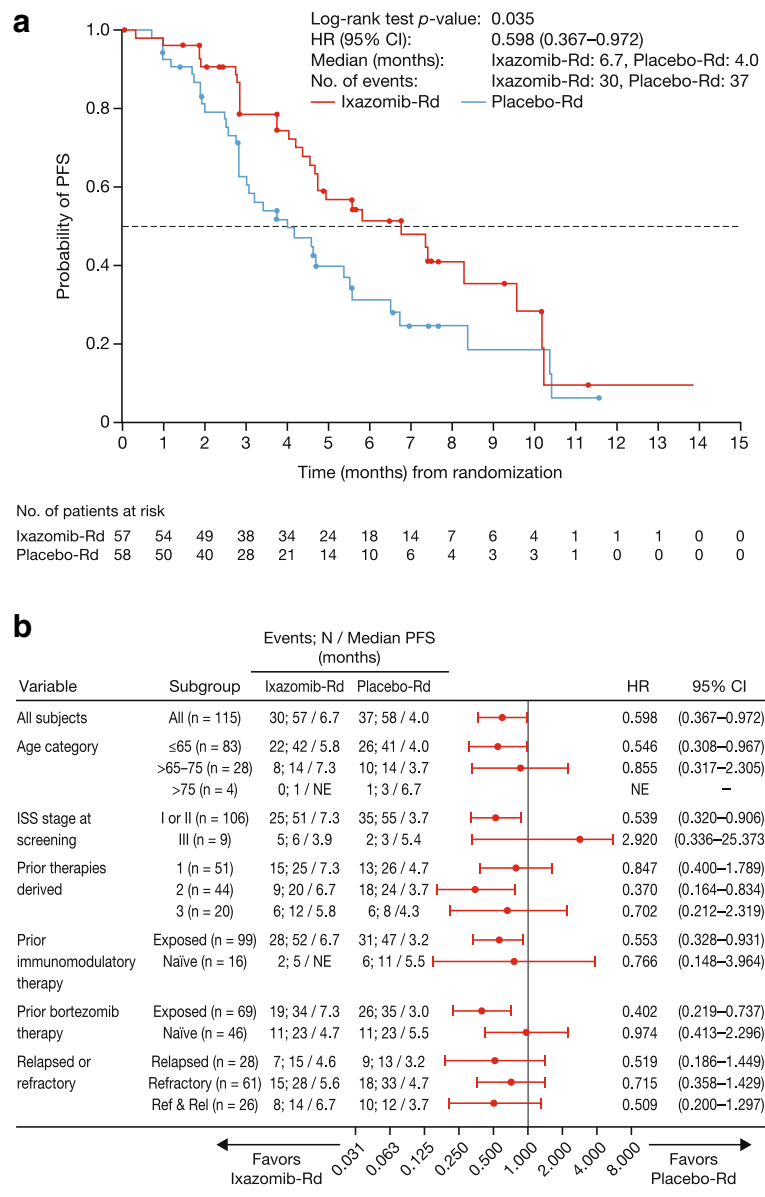 a
Log-rank test p-value: 0.035
HR (95% CI): 0.598 (0.367–0.972)
Median (months): Ixazomib-Rd: 6.7, Placebo-Rd: 4.0
No. of events: Ixazomib-Rd: 30, Placebo-Rd: 37
Ixazomib-Rd Placebo-Rd
Probability of PFS
1.0
0.8
0.6
0.4
0.2
0
0 1 2 3 4 5 6 7 8 9 10 11 12 13 14 15
Time (months) from randomization
No. of patients at risk
Ixazomib-Rd 57 54 49 38 34 24 18 14 7 6 4 1 1 1 0 0
Placebo-Rd 58 50 40 28 21 14 10 6 4 3 3 1 0 0 0 0
b
Events; N / Median PFS
(months)
Variable Subgroup Ixazomib-Rd Placebo-Rd HR 95% CI
All subjects All (n = 115) 30; 57 / 6.7 37; 58 / 4.0 0.598 (0.367–0.972)
Age category ≤65 (n = 83) 22; 42 / 5.8 26; 41 / 4.0 0.546 (0.308–0.967)
>65–75 (n = 28) 8; 14 / 7.3 10; 14 / 3.7 0.855 (0.317–2.305)
>75 (n = 4) 0; 1 / NE 1; 3 / 6.7 NE –
ISS stage at I or II (n = 106) 25; 51 / 7.3 35; 55 / 3.7 0.539 (0.320–0.906)
screening III (n = 9) 5; 6 / 3.9 2; 3 / 5.4 2.920 (0.336–25.373
Prior therapies 1 (n = 51) 15; 25 / 7.3 13; 26 / 4.7 0.847 (0.400–1.789)
derived 2 (n = 44) 9; 20 / 6.7 18; 24 / 3.7 0.370 (0.164–0.834)
3 (n = 20) 6; 12 / 5.8 6; 8 /4.3 0.702 (0.212–2.319)
Prior Exposed (n = 99) 28; 52 / 6.7 31; 47 / 3.2 0.553 (0.328–0.931)
immunomodulatory Naïve (n = 16) 2; 5 / NE 6; 11 / 5.5 0.766 (0.148–3.964)
therapy
Prior bortezomib Exposed (n = 69) 19; 34 / 7.3 26; 35 / 3.0 0.402 (0.219–0.737)
therapy Naïve (n = 46) 11; 23 / 4.7 11; 23 / 5.5 0.974 (0.413–2.296)
Relapsed or Relapsed (n = 28) 7; 15 / 4.6 9; 13 / 3.2 0.519 (0.186–1.449)
refractory Refractory (n = 61) 15; 28 / 5.6 18; 33 / 4.7 0.715 (0.358–1.429)
Ref & Rel (n = 26) 8; 14 / 6.7 10; 12 / 3.7 0.509 (0.200–1.297)
0.031 0.063 0.125 0.250 0.500 1.000 2.000 4.000 8.000
Favors Favors
Ixazomib-Rd Placebo-Rd